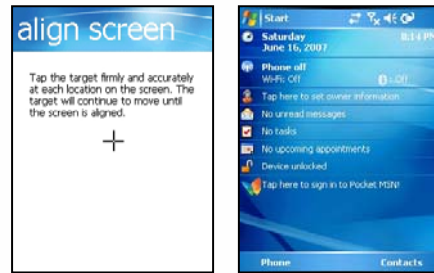 align screen
Tap the target firmly and accurately
at each location on the screen. The
target will continue to move until
the screen is aligned.
Start
Saturday
8:14 PM
June 16, 2007
Phone off
Wi-Fi: Off
: Off
Tap here to set owner information
No unread messages
No tasks
No upcoming appointments
Device unlocked
Tap here to sign in to Pocket MSN!
Phone
Contacts